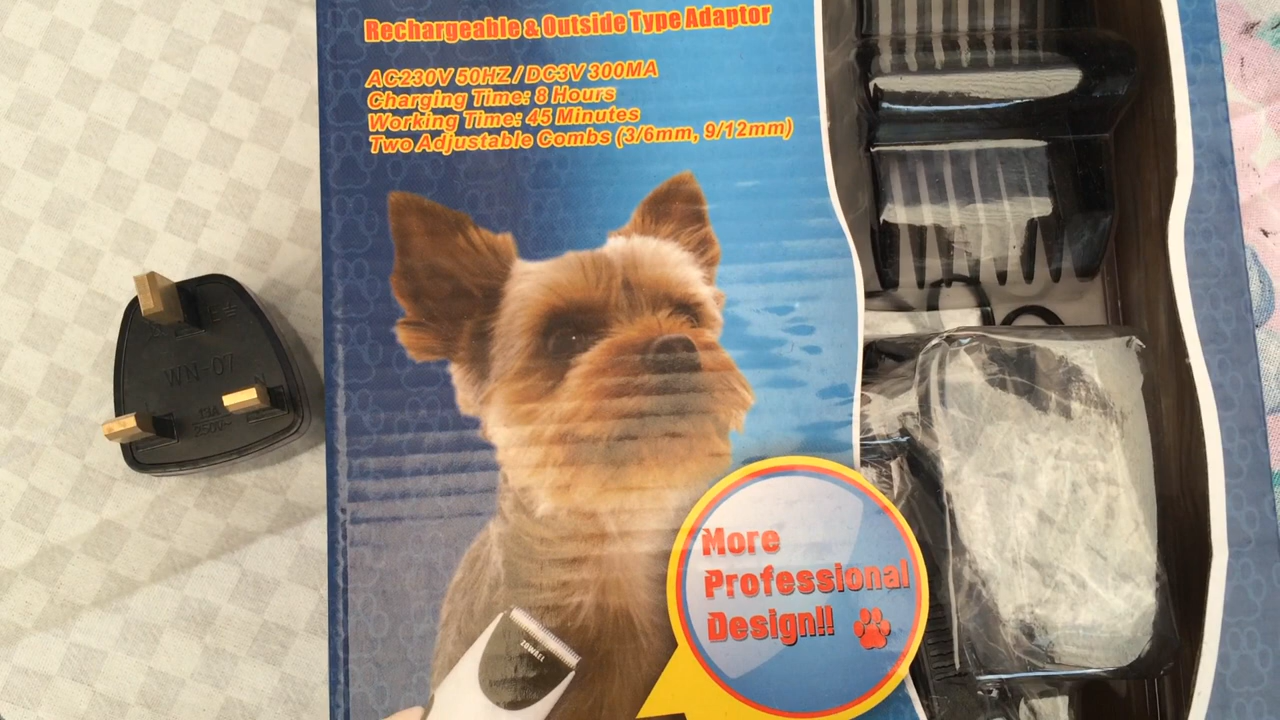 Rechargeable & Outside Type Adaptor
AC230V 50HZ / DC3V 300MA
Charging Time: 8 Hours
Working Time: 45 Minutes
Two Adjustable Combs (3/6mm, 9/12mm)
WN-07
13A
250V~
More
Professional
Design!!
ZOWAEL